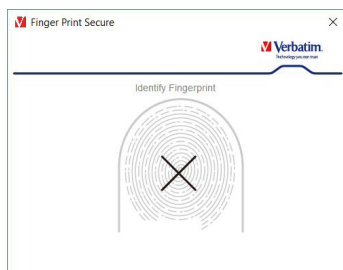 Finger Print Secure
Verbatim.
Technology you can trust
Identify Fingerprint